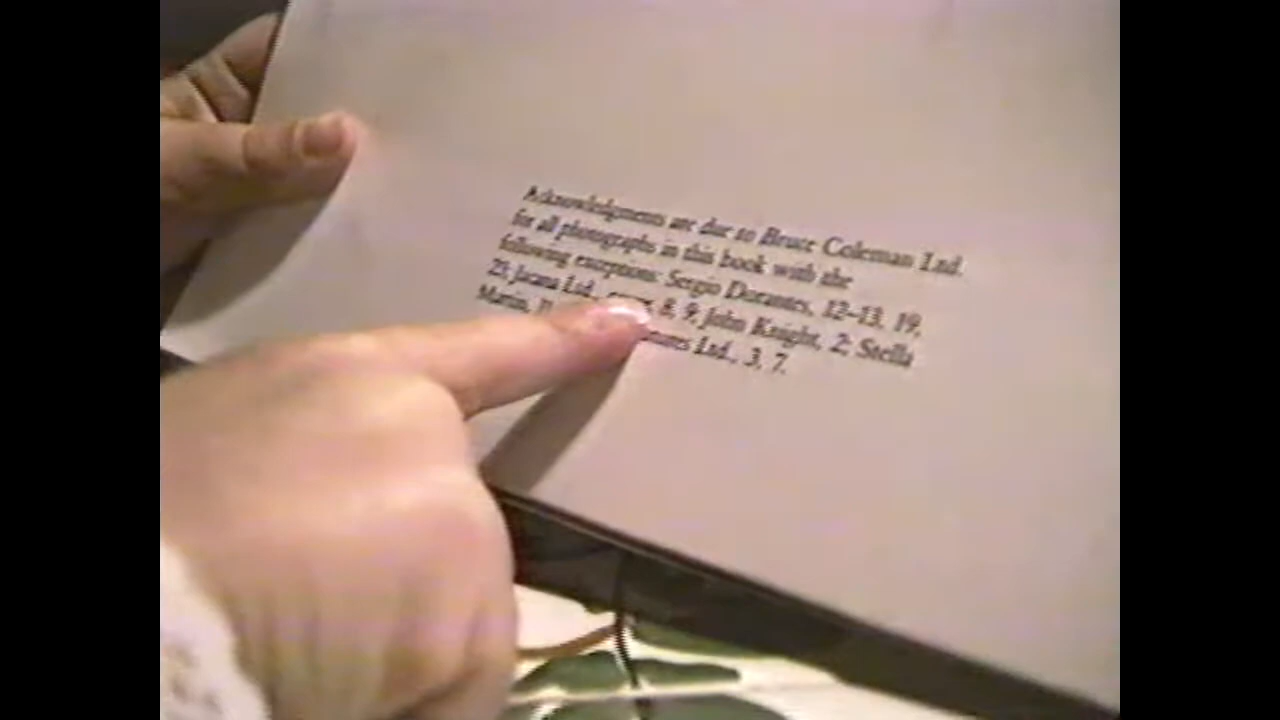 Acknowledgments are due to Bruce Coleman Ltd.
for all photographs in this book with the
following exceptions: Sergio Dorantes, 12–13, 19,
25; Jacana Ltd., 8, 9; John Knight, 2; Stella
Martin, Ltd., 3, 7.